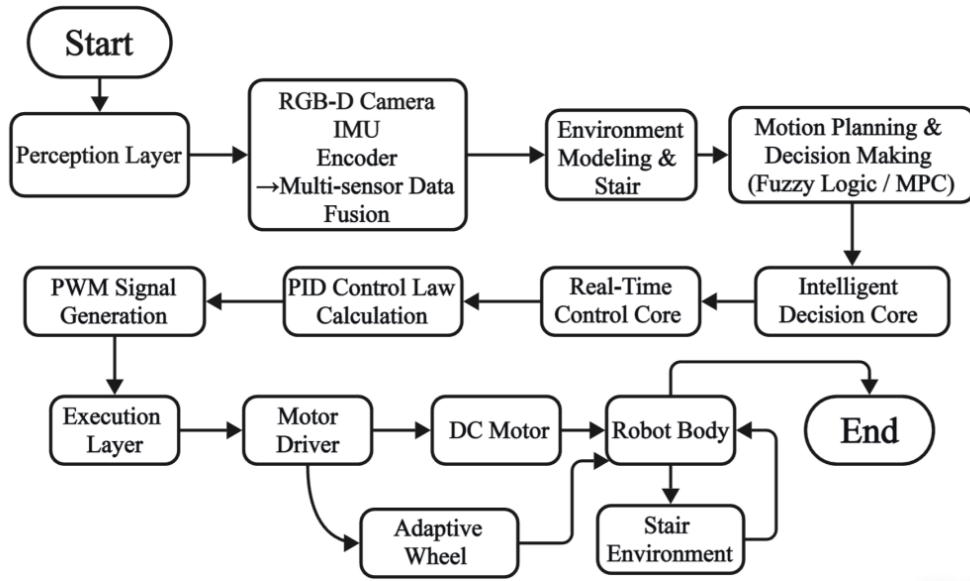 Start
Perception Layer
RGB-D Camera
IMU
Encoder
→Multi-sensor Data
Fusion
Environment
Modeling &
Stair
Motion Planning &
Decision Making
(Fuzzy Logic / MPC)
Intelligent
Decision Core
Real-Time
Control Core
PID Control Law
Calculation
PWM Signal
Generation
Execution
Layer
Motor
Driver
DC Motor
Robot Body
End
Adaptive
Wheel
Stair
Environment